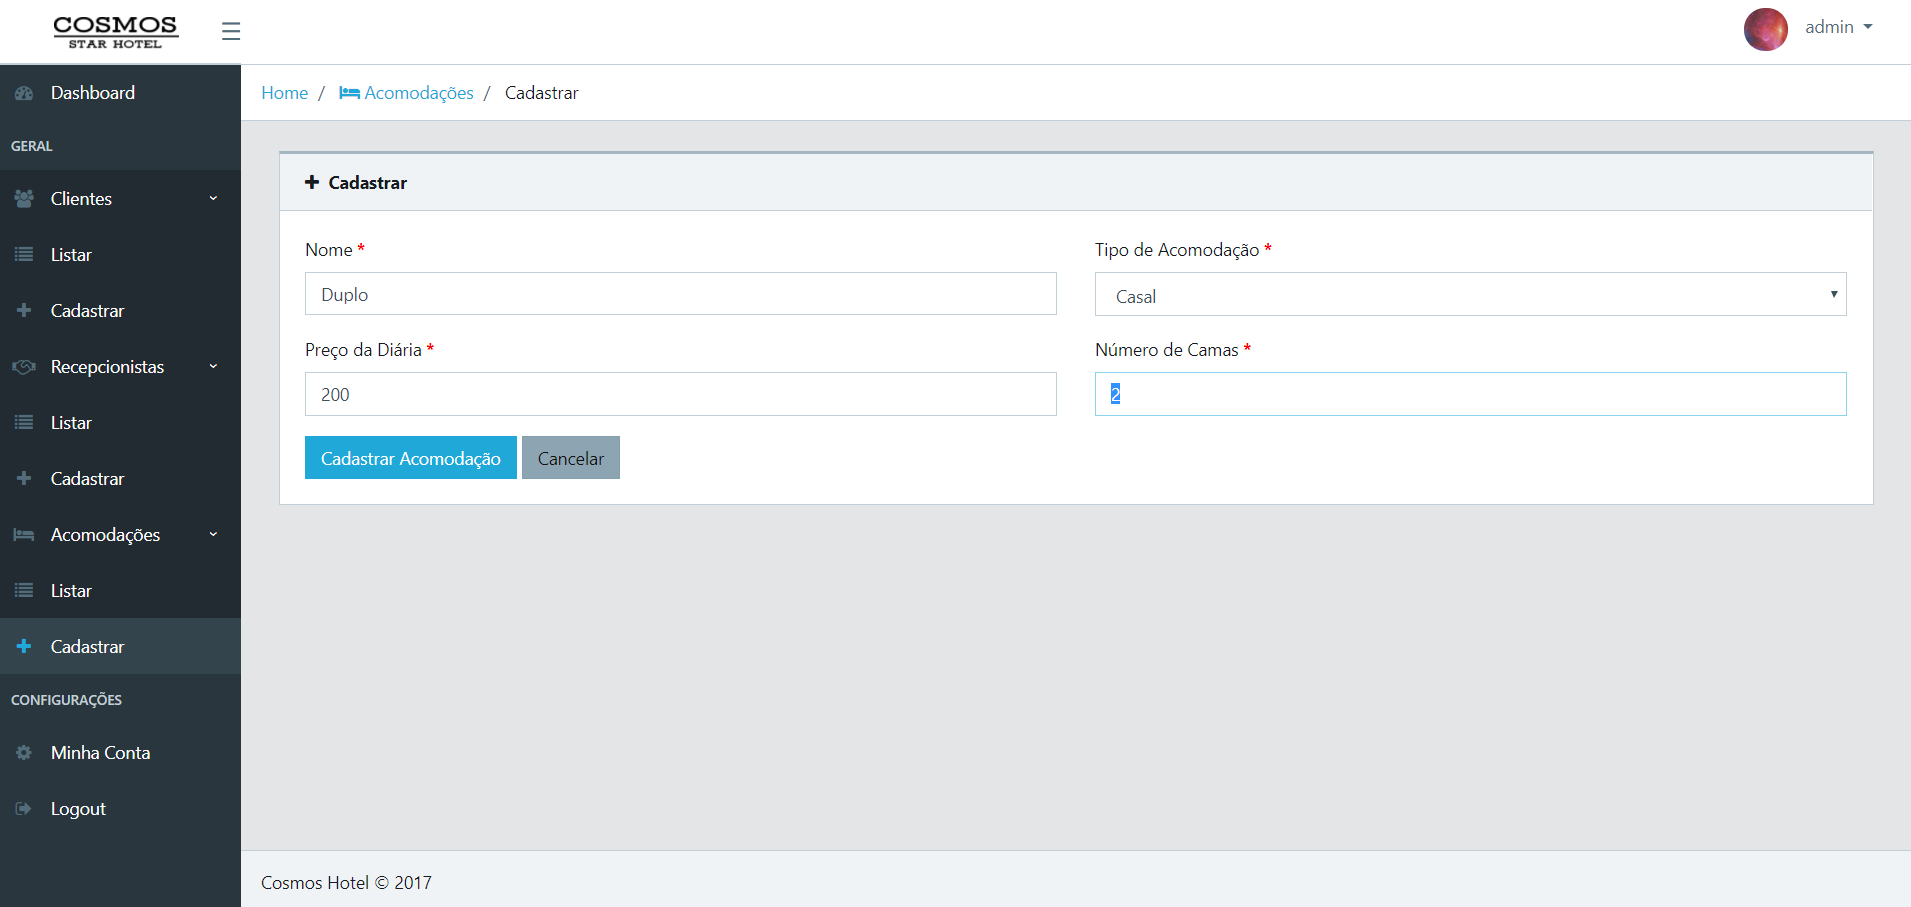 COSMOS
STAR HOTEL
admin
Dashboard
GERAL
Clientes
Listar
Cadastrar
Recepcionistas
Listar
Cadastrar
Acomodações
Listar
Cadastrar
CONFIGURAÇÕES
Minha Conta
Logout
Home / Acomodações / Cadastrar
Cadastrar
Nome *
Duplo
Tipo de Acomodação *
Casal
Preço da Diária *
200
Número de Camas *
2
Cadastrar Acomodação
Cancelar
Cosmos Hotel © 2017